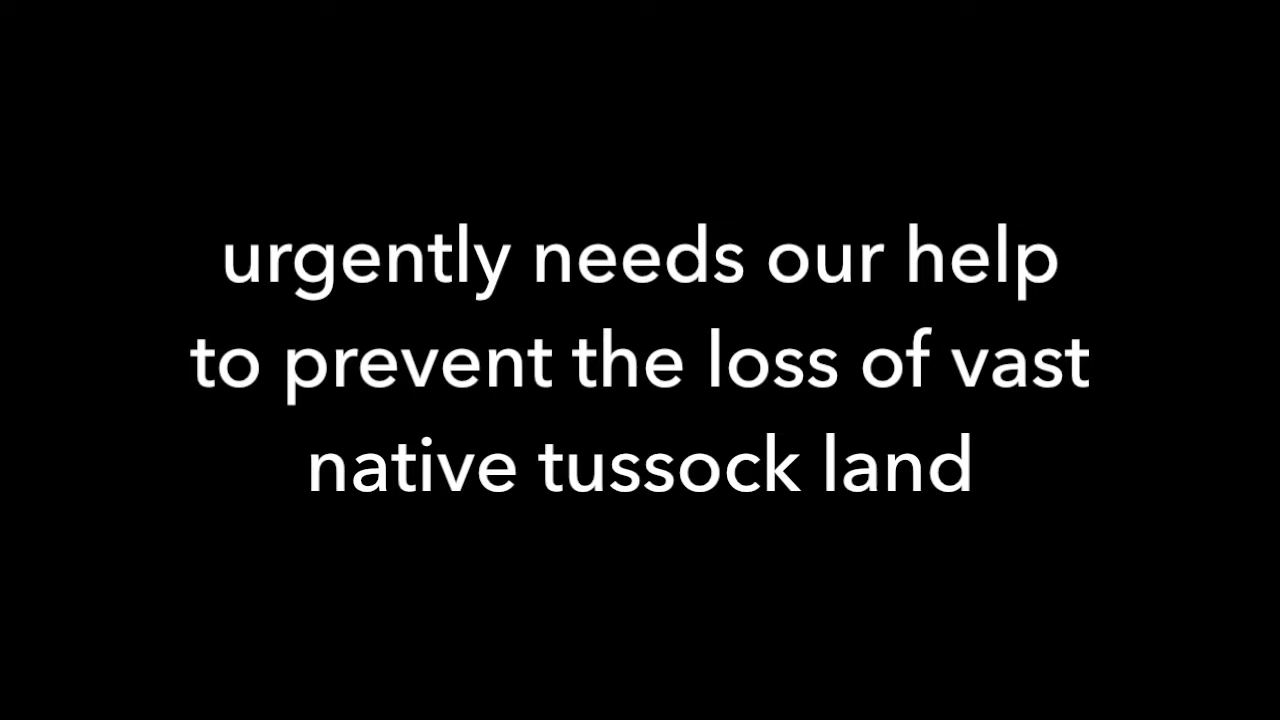 urgently needs our help
to prevent the loss of vast
native tussock land